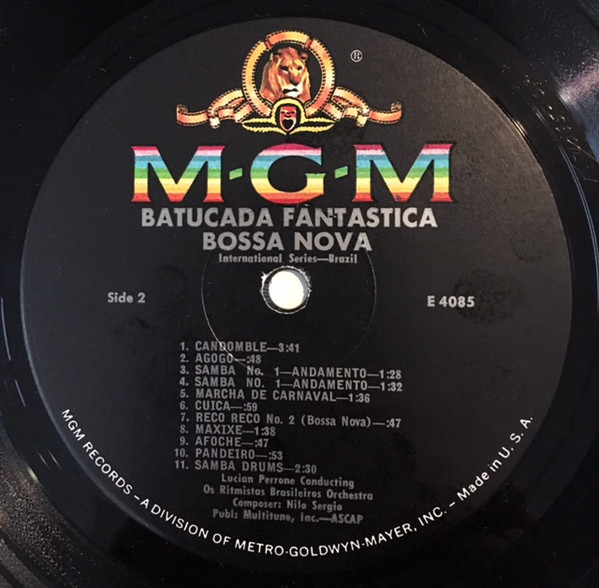 ®
M-G-M
BATUCADA FANTASTICA
BOSSA NOVA
International Series—Brazil
Side 2
E 4085
1. CANDOMBLE—3:41
2. AGOGO—:48
3. SAMBA No. 1—ANDAMENTO—1:28
4. SAMBA NO. 1—ANDAMENTO—1:32
5. MARCHA DE CARNAVAL—1:36
6. CUICA—:59
7. RECO RECO No. 2 (Bossa Nova)—:47
8. MAXIXE—1:38
9. AFOCHE—:47
10. PANDEIRO—:53
11. SAMBA DRUMS—2:30
Lucian Perrone Conducting
Os Ritmistas Brasileiros Orchestra
Composer: Nilo Sergio
Publ: Multitune, Inc.—ASCAP
MGM RECORDS – A DIVISION OF METRO-GOLDWYN-MAYER, INC. – Made in U. S. A.